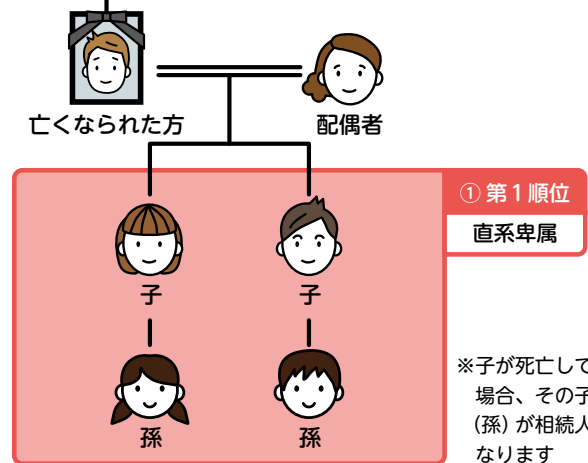 亡くなられた方
配偶者
① 第1順位
直系卑属
子
子
孫
孫
※子が死亡して
場合、その子
(孫)が相続人
なります